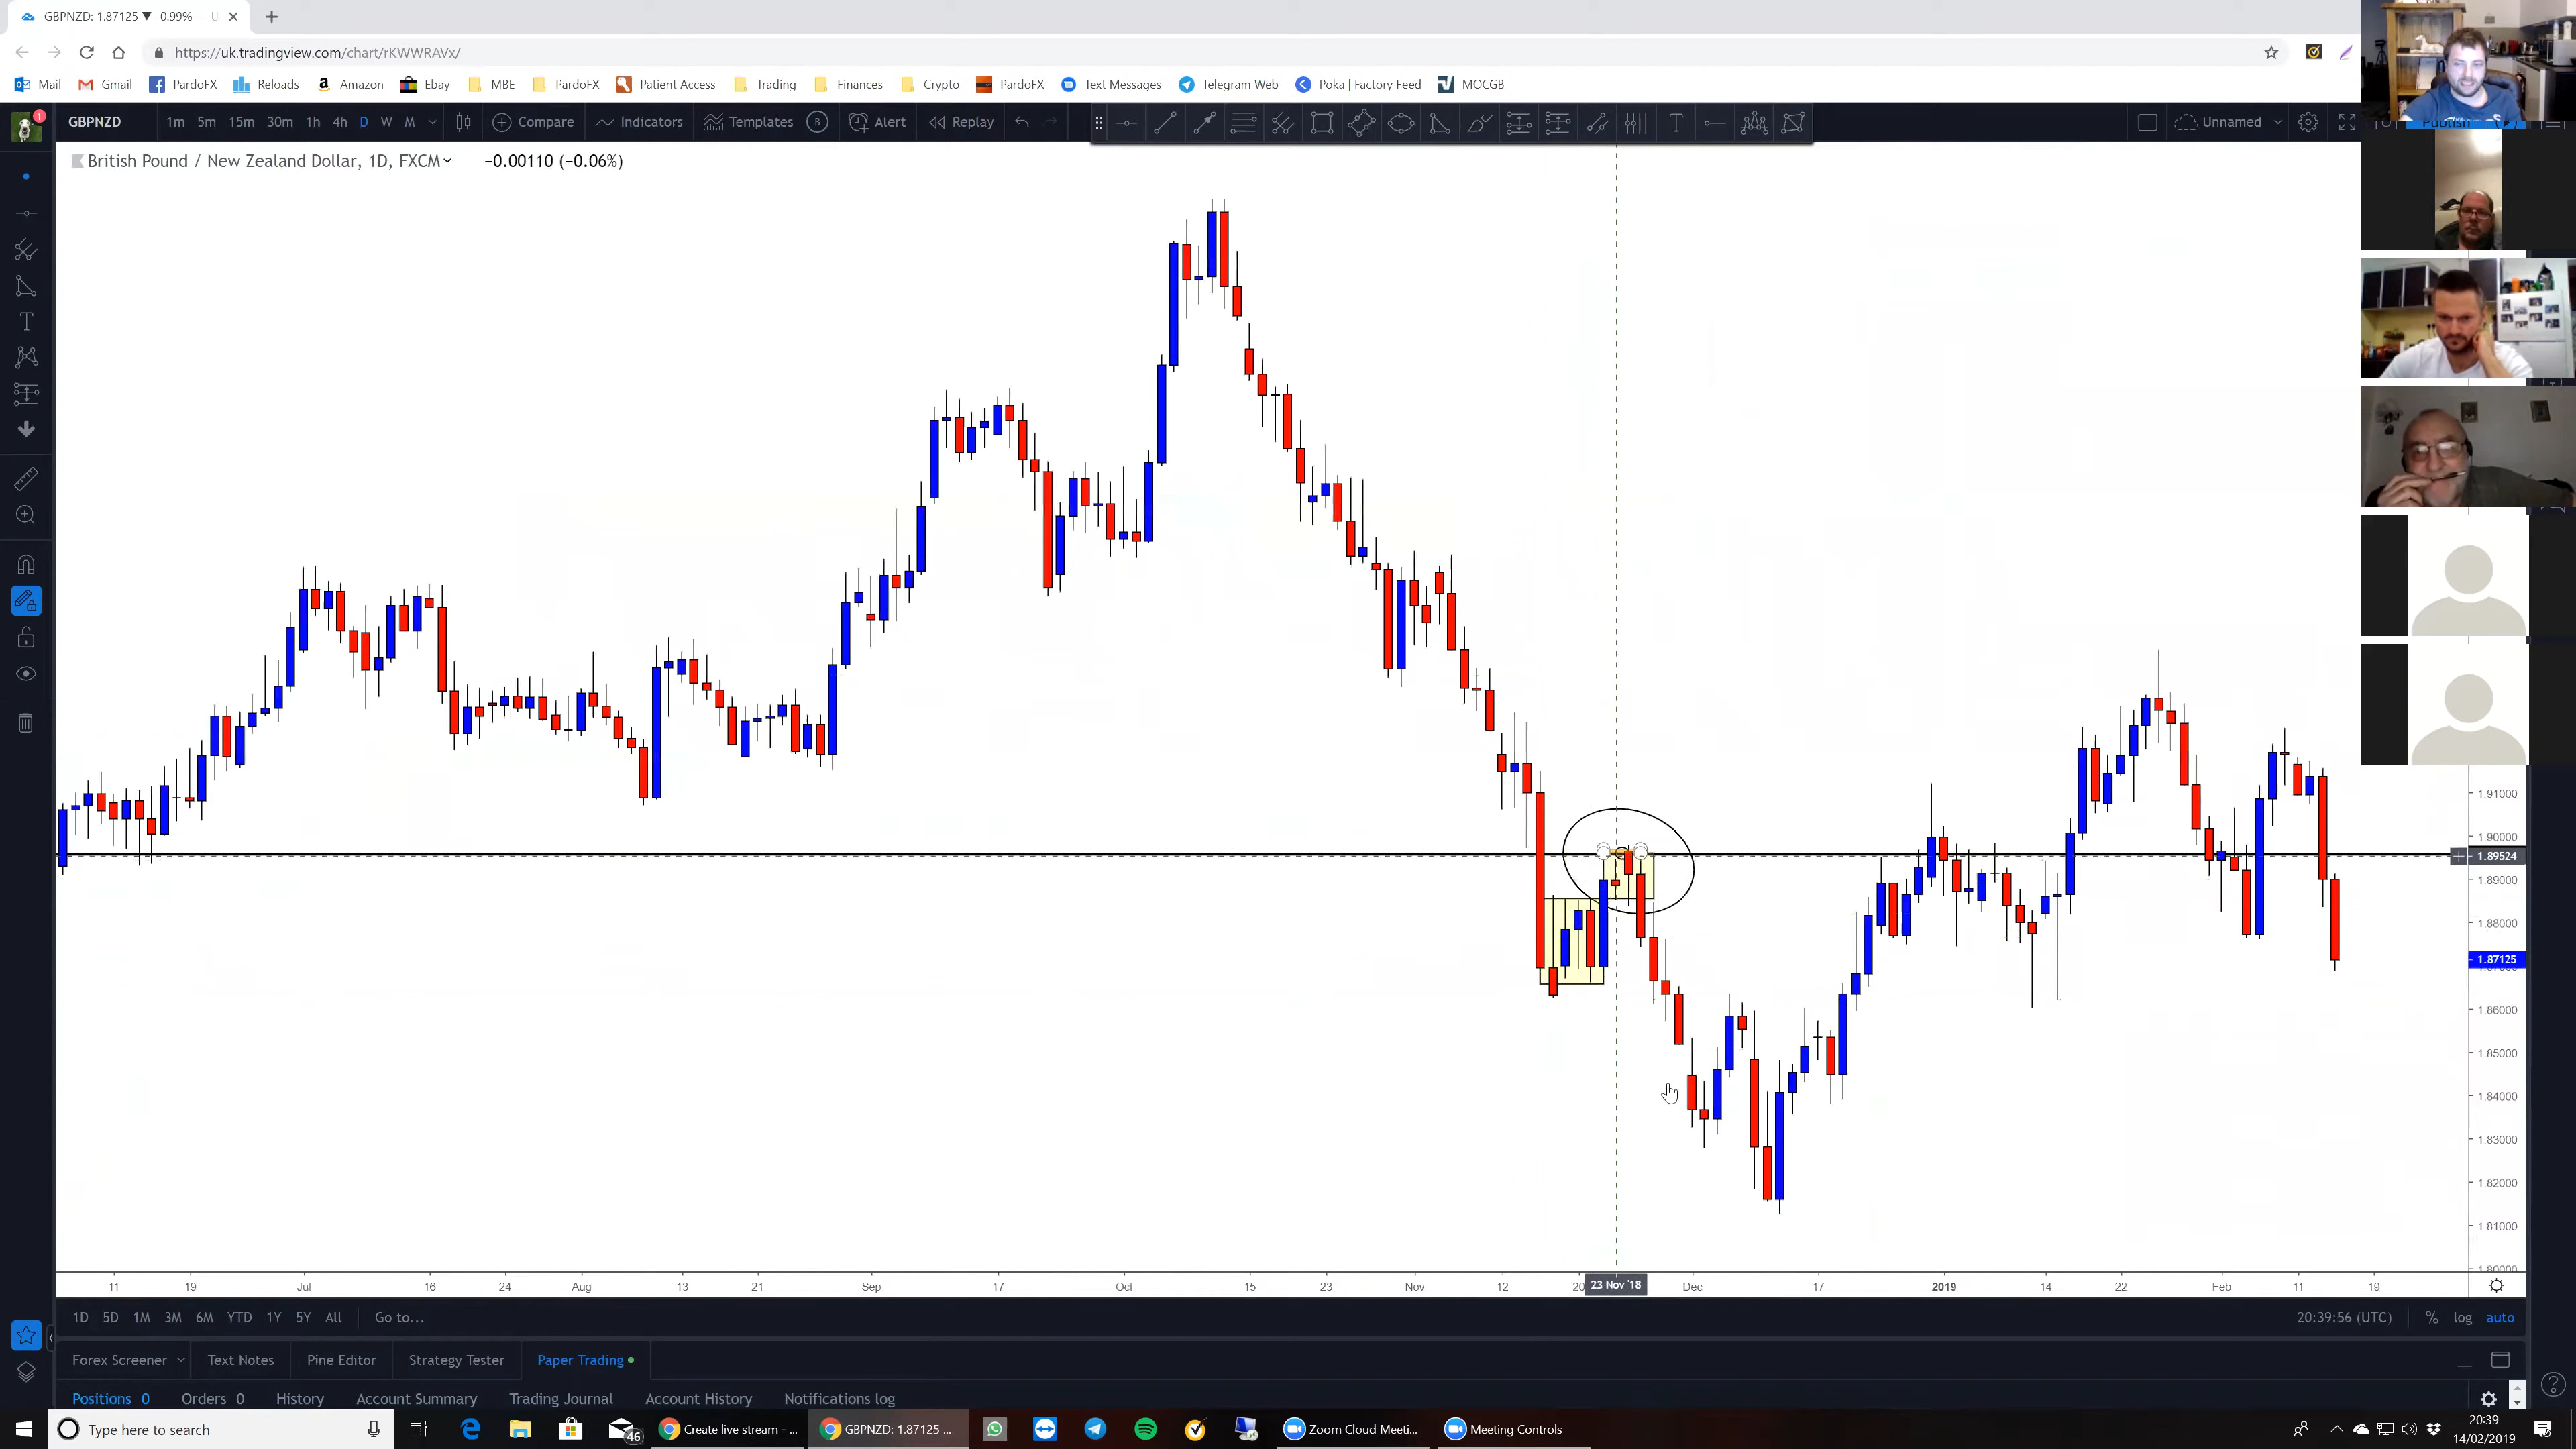 GBPNZD: 1.87125 ▼−0.99% — U
https://uk.tradingview.com/chart/rKWWRAVx/
Mail Gmail PardoFX Reloads Amazon Ebay MBE PardoFX Patient Access Trading Finances Crypto PardoFX Text Messages Telegram Web Poka | Factory Feed MOCGB
1 GBPNZD 1m 5m 15m 30m 1h 4h D W M Compare Indicators Templates B Alert Replay Unnamed Publish
British Pound / New Zealand Dollar, 1D, FXCM −0.00110 (−0.06%)
1.91000
1.90000
1.89524
1.89000
1.88000
1.87125
1.86000
1.85000
1.84000
1.83000
1.82000
1.81000
1.80000
11 19 Jul 16 24 Aug 13 21 Sep 17 Oct 15 23 Nov 12 20 23 Nov '18 Dec 17 2019 14 22 Feb 11 19
1D 5D 1M 3M 6M YTD 1Y 5Y All Go to... 20:39:56 (UTC) % log auto
Forex Screener Text Notes Pine Editor Strategy Tester Paper Trading
Positions 0 Orders 0 History Account Summary Trading Journal Account History Notifications log
Type here to search 46 Create live stream - ... GBPNZD: 1.87125 ... Zoom Cloud Meeti... Meeting Controls 20:39
14/02/2019